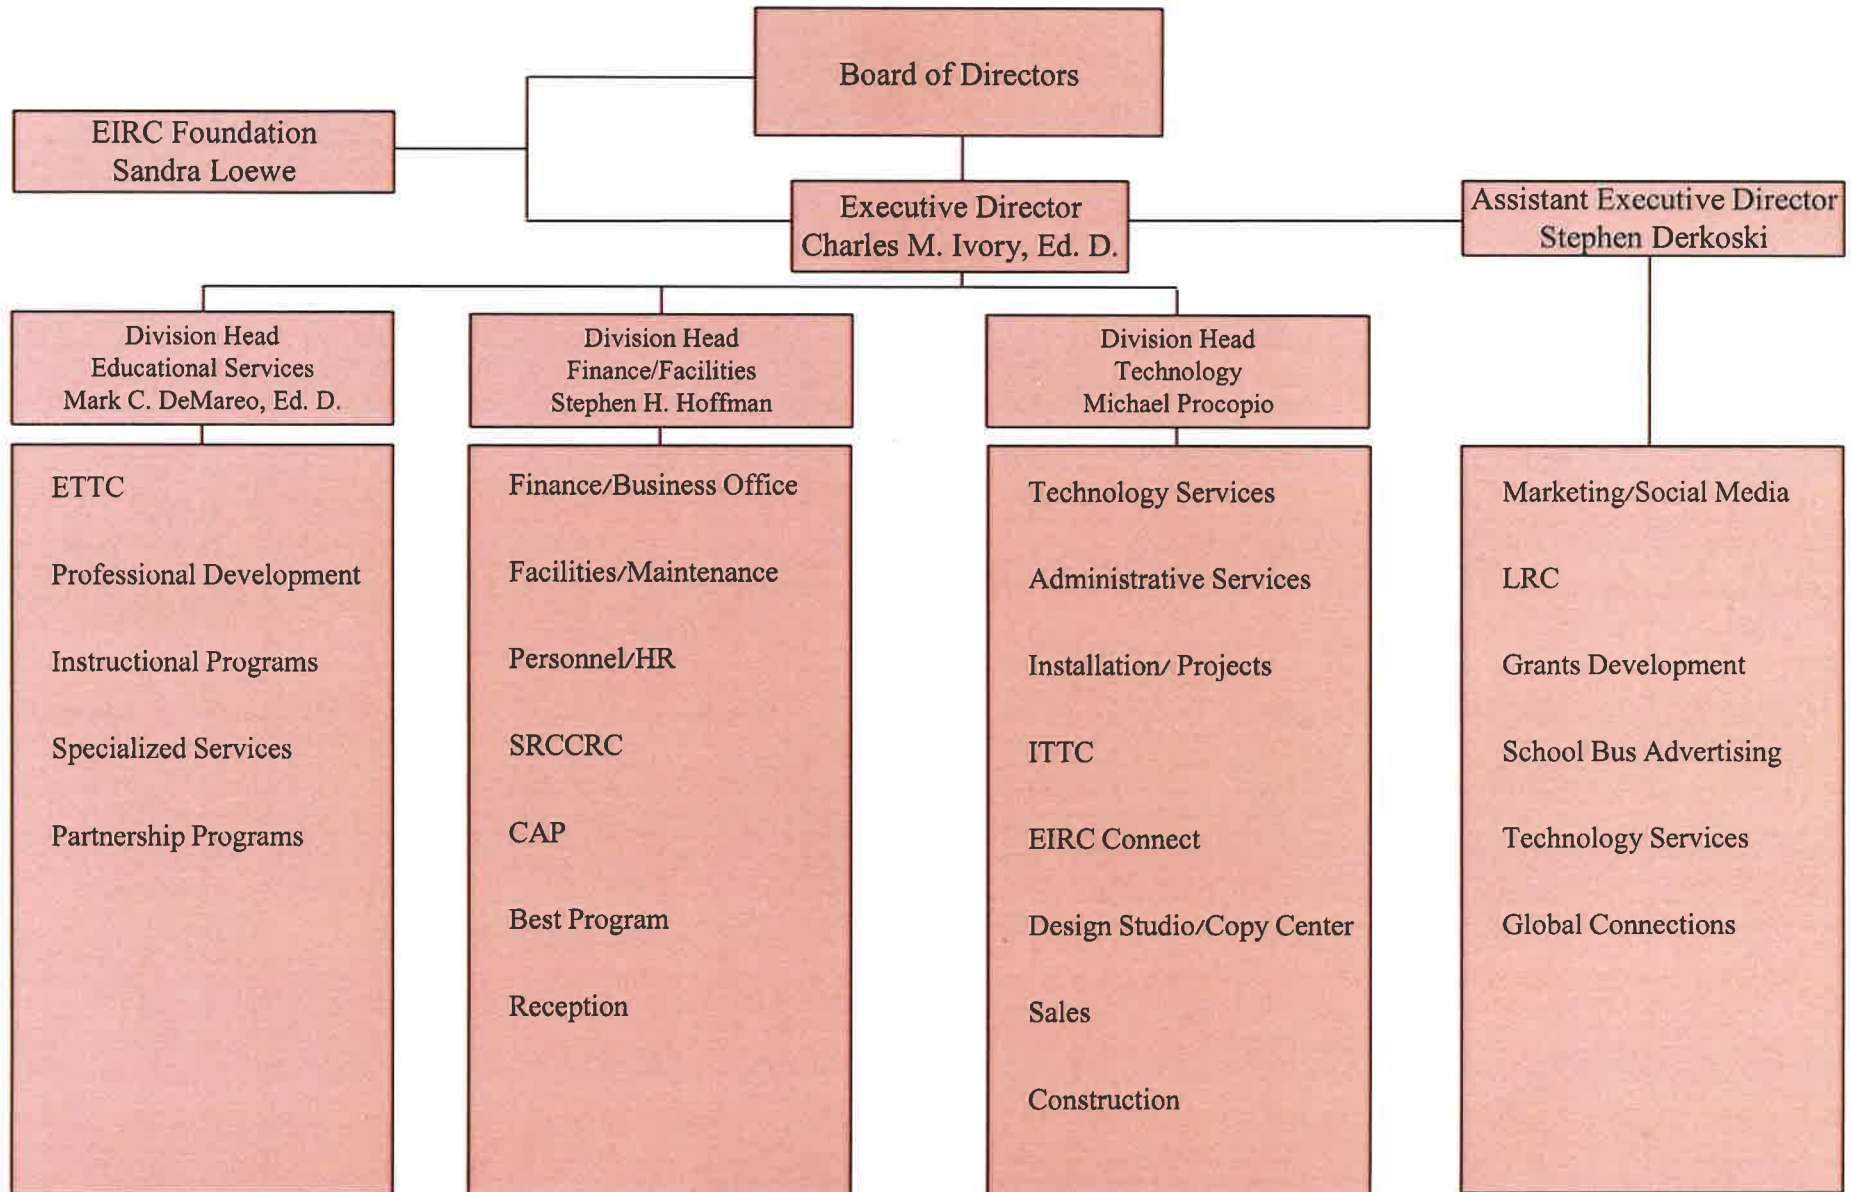 Board of Directors
EIRC Foundation
Sandra Loewe
Executive Director
Charles M. Ivory, Ed. D.
Assistant Executive Director
Stephen Derkoski
Division Head
Educational Services
Mark C. DeMareo, Ed. D.
Division Head
Finance/Facilities
Stephen H. Hoffman
Division Head
Technology
Michael Procopio
ETTC
Professional Development
Instructional Programs
Specialized Services
Partnership Programs
Finance/Business Office
Facilities/Maintenance
Personnel/HR
SRCCRC
CAP
Best Program
Reception
Technology Services
Administrative Services
Installation/ Projects
ITTC
EIRC Connect
Design Studio/Copy Center
Sales
Construction
Marketing/Social Media
LRC
Grants Development
School Bus Advertising
Technology Services
Global Connections